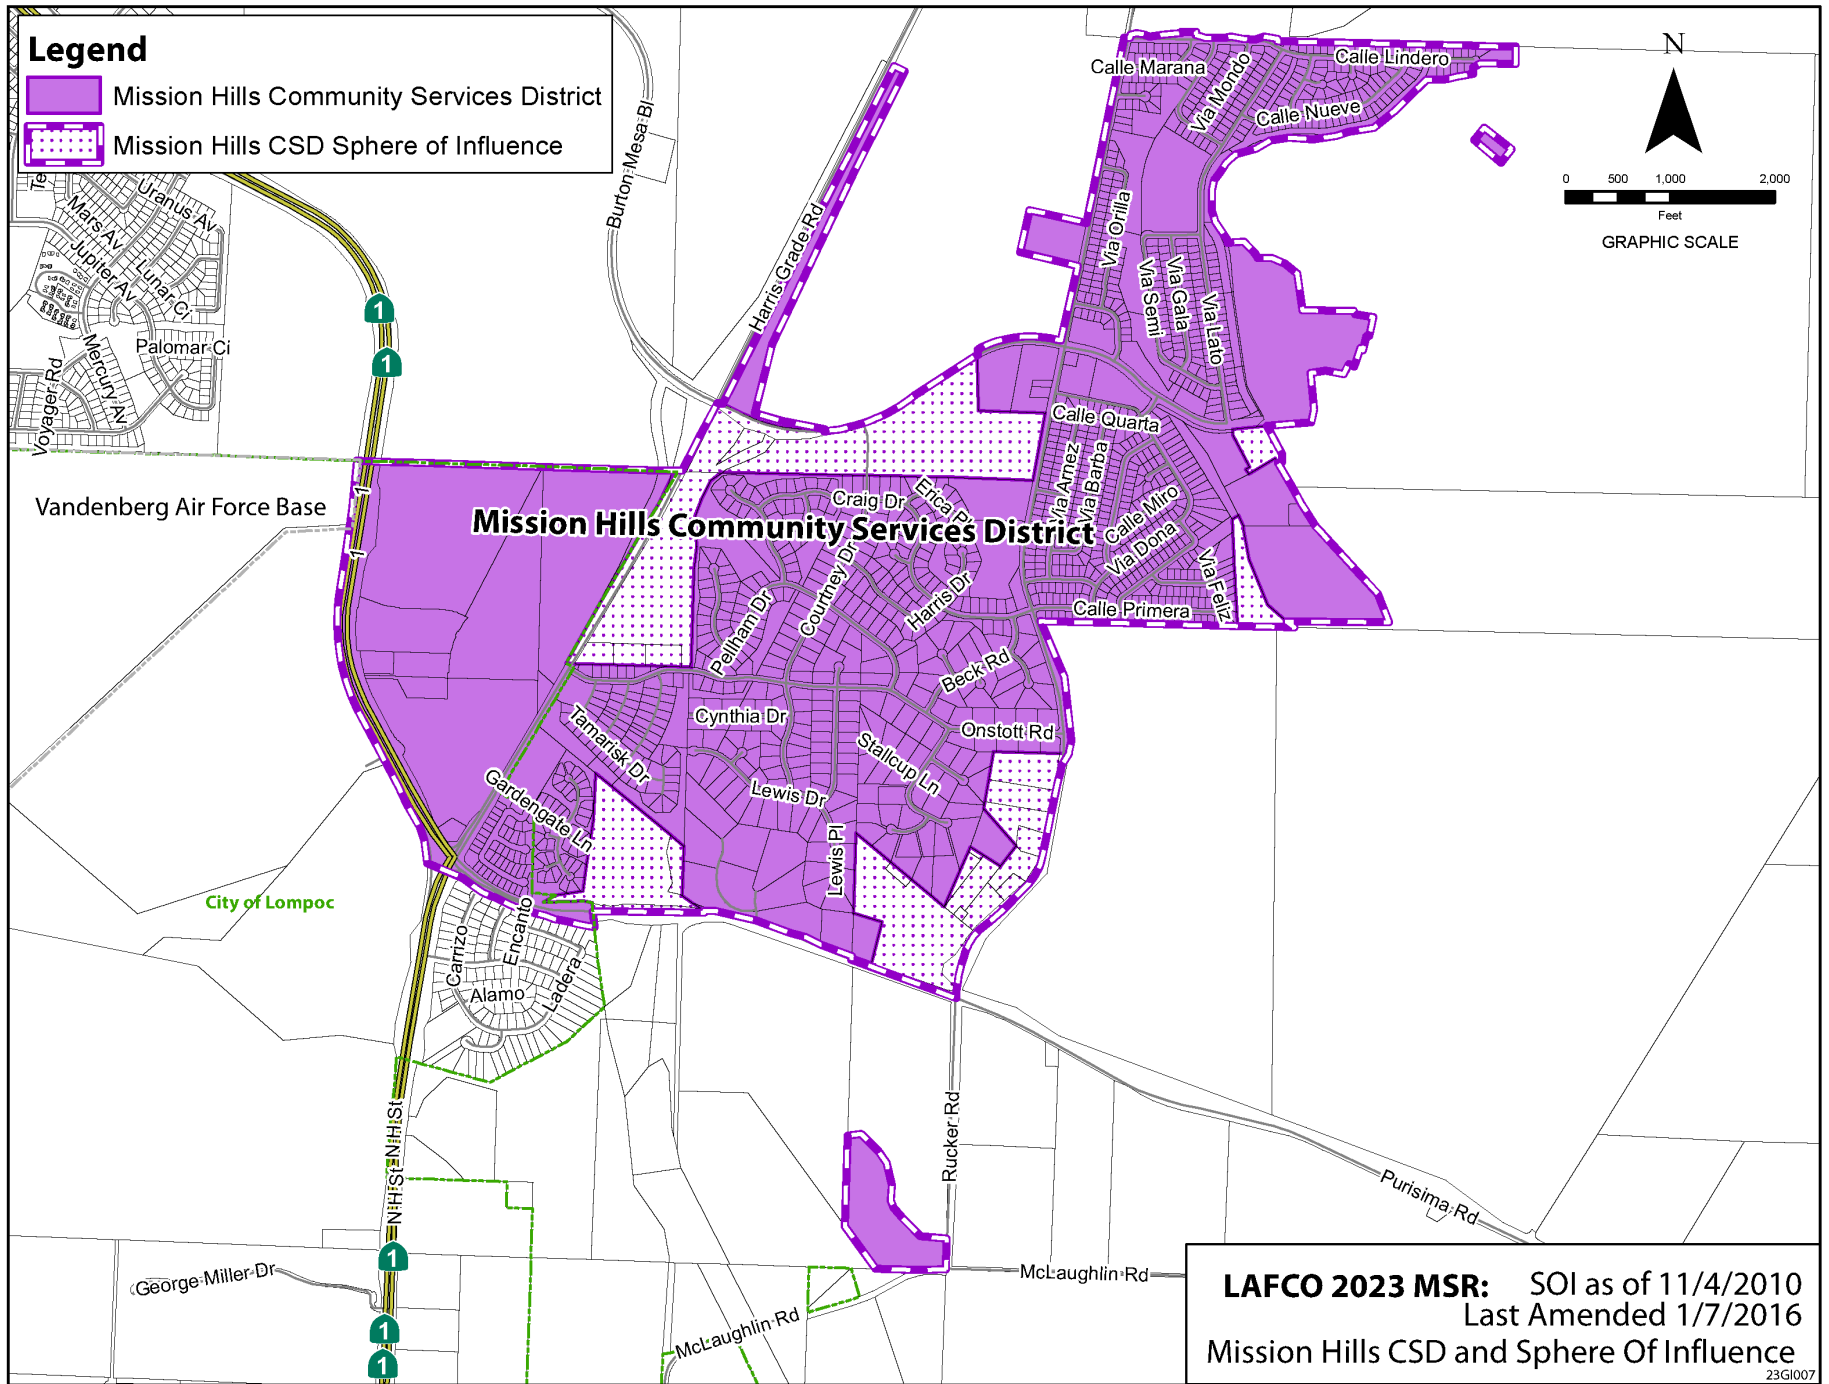 Legend
Mission Hills Community Services District
Mission Hills CSD Sphere of Influence
N
0 500 1,000 2,000
Feet
GRAPHIC SCALE
Calle Marana
Via Mondo
Calle Lindero
Calle Nueve
Burton Mesa Bl
Harris Grade Rd
Te
Uranus Av
Mars Av
Jupiter Av
Lunar Ci
Palomar Ci
Mercury Av
Voyager Rd
1
1
Via Orilla
Via Semi
Via Gala
Via Lato
Calle Quarta
Via Arnez
Via Barba
Calle Miro
Via Dona
Via Feliz
Calle Primera
Vandenberg Air Force Base
1
1
Craig Dr
Erica Pl
Mission Hills Community Services District
Courtney Dr
Harris Dr
Pellham Dr
Beck Rd
Cynthia Dr
Onstott Rd
Tamarisk Dr
Stallcup Ln
Lewis Dr
Gardengate Ln
Lewis Pl
City of Lompoc
Carrizo
Encanto
Ladera
Alamo
N H St
N H St
Rucker Rd
Purisima Rd
1
George Miller Dr
McLaughlin Rd
McLaughlin Rd
1
1
LAFCO 2023 MSR: SOI as of 11/4/2010
Last Amended 1/7/2016
Mission Hills CSD and Sphere Of Influence
23GI007